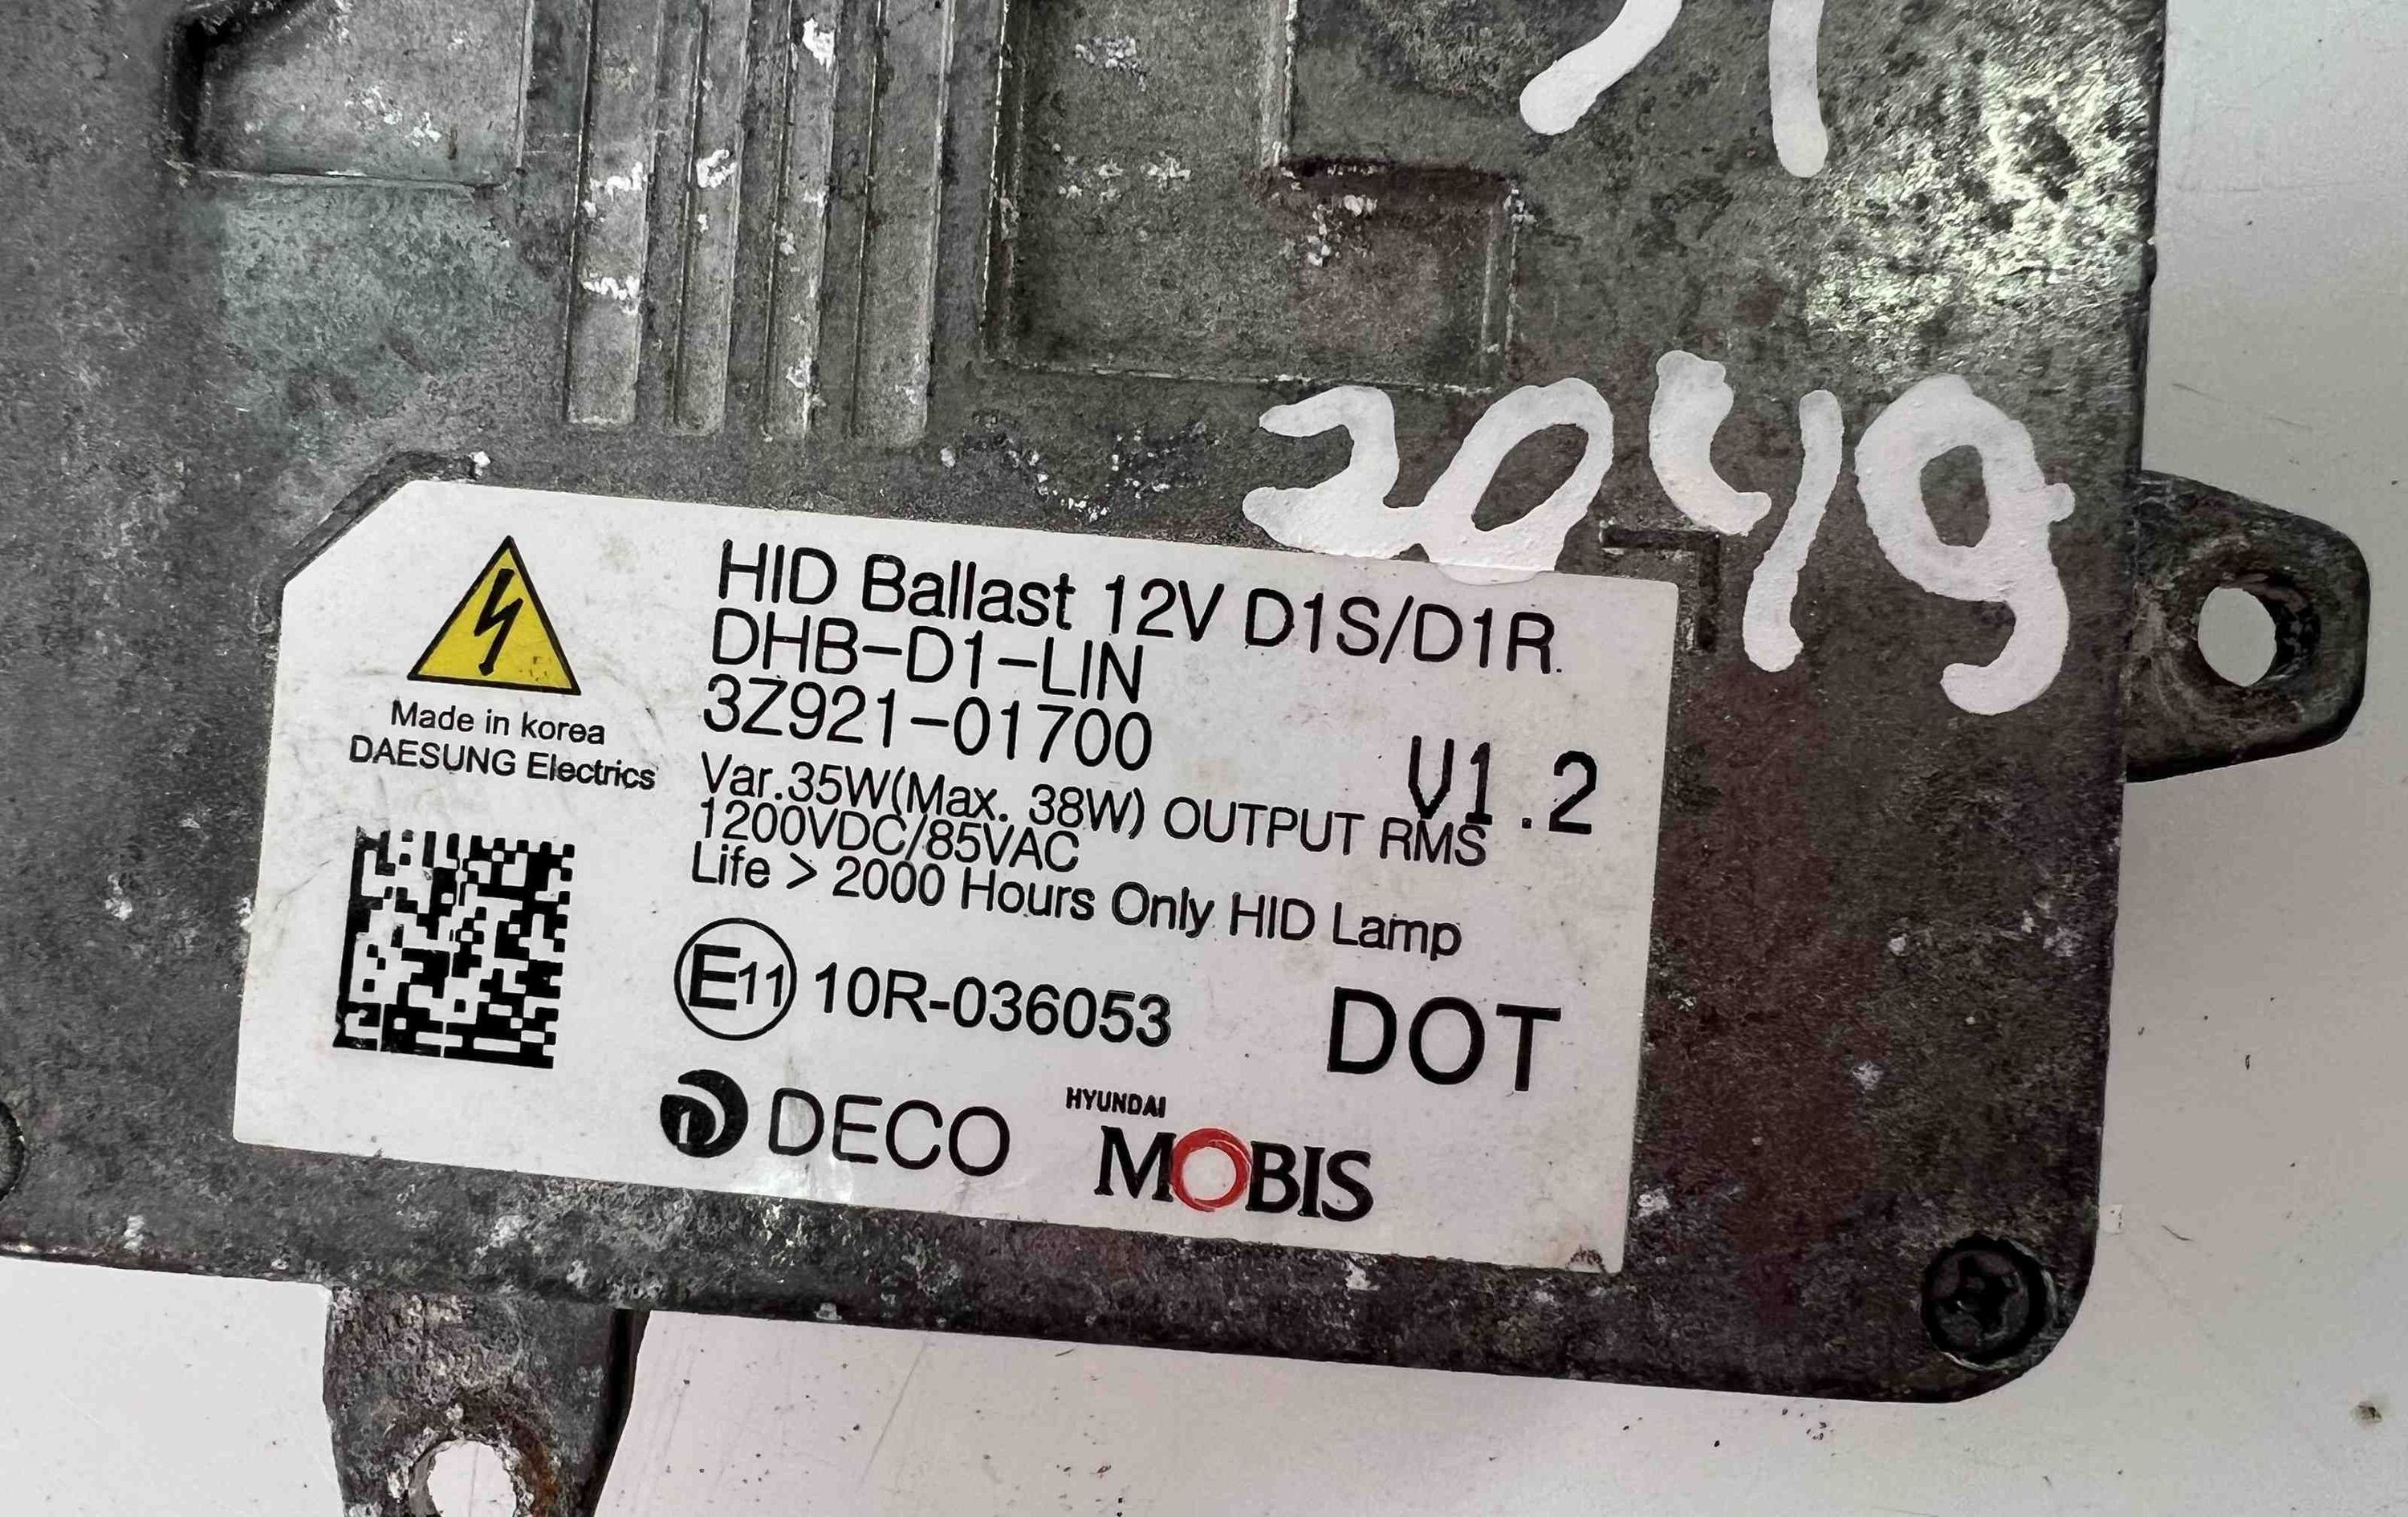 2049
HID Ballast 12V D1S/D1R.
DHB-D1-LIN
3Z921-01700
V1.2
Var.35W(Max. 38W) OUTPUT RMS
1200VDC/85VAC
Life > 2000 Hours Only HID Lamp
Made in korea
DAESUNG Electrics
E11 10R-036053
DOT
DECO
HYUNDAI
MOBIS